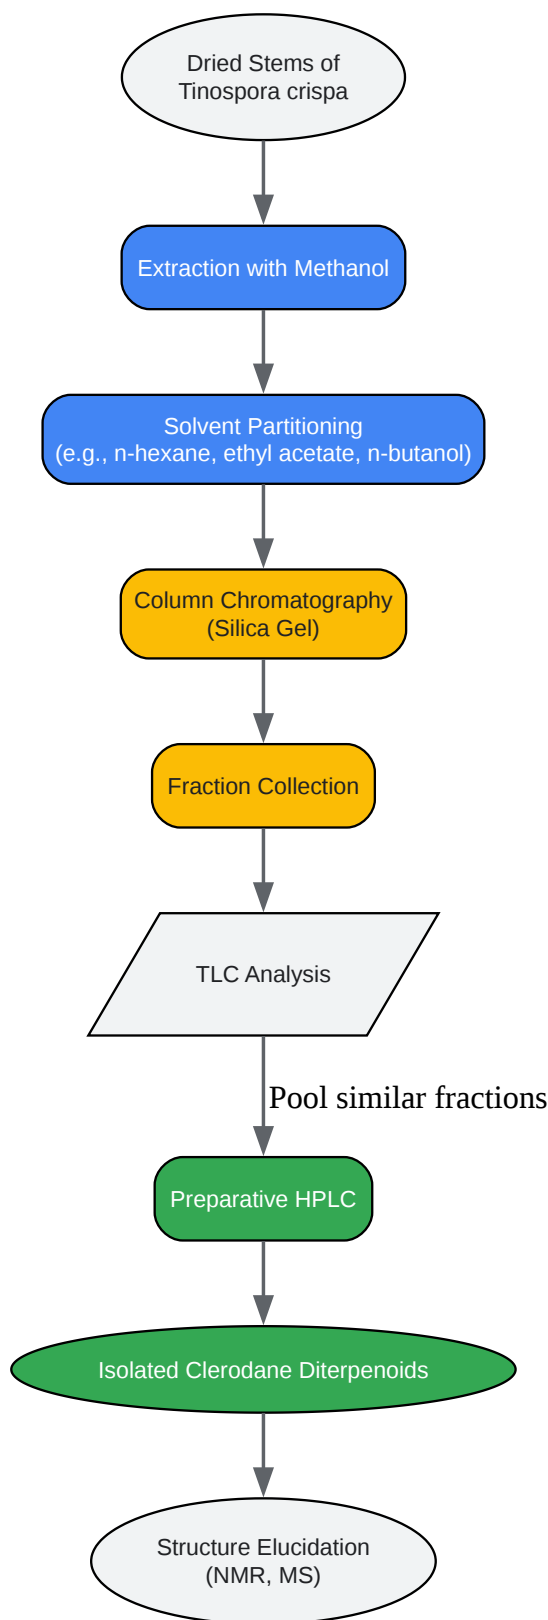 Dried Stems of
Tinospora crispa
Extraction with Methanol
Solvent Partitioning
(e.g., n-hexane, ethyl acetate, n-butanol)
Column Chromatography
(Silica Gel)
Fraction Collection
TLC Analysis
Pool similar fractions
Preparative HPLC
Isolated Clerodane Diterpenoids
Structure Elucidation
(NMR, MS)